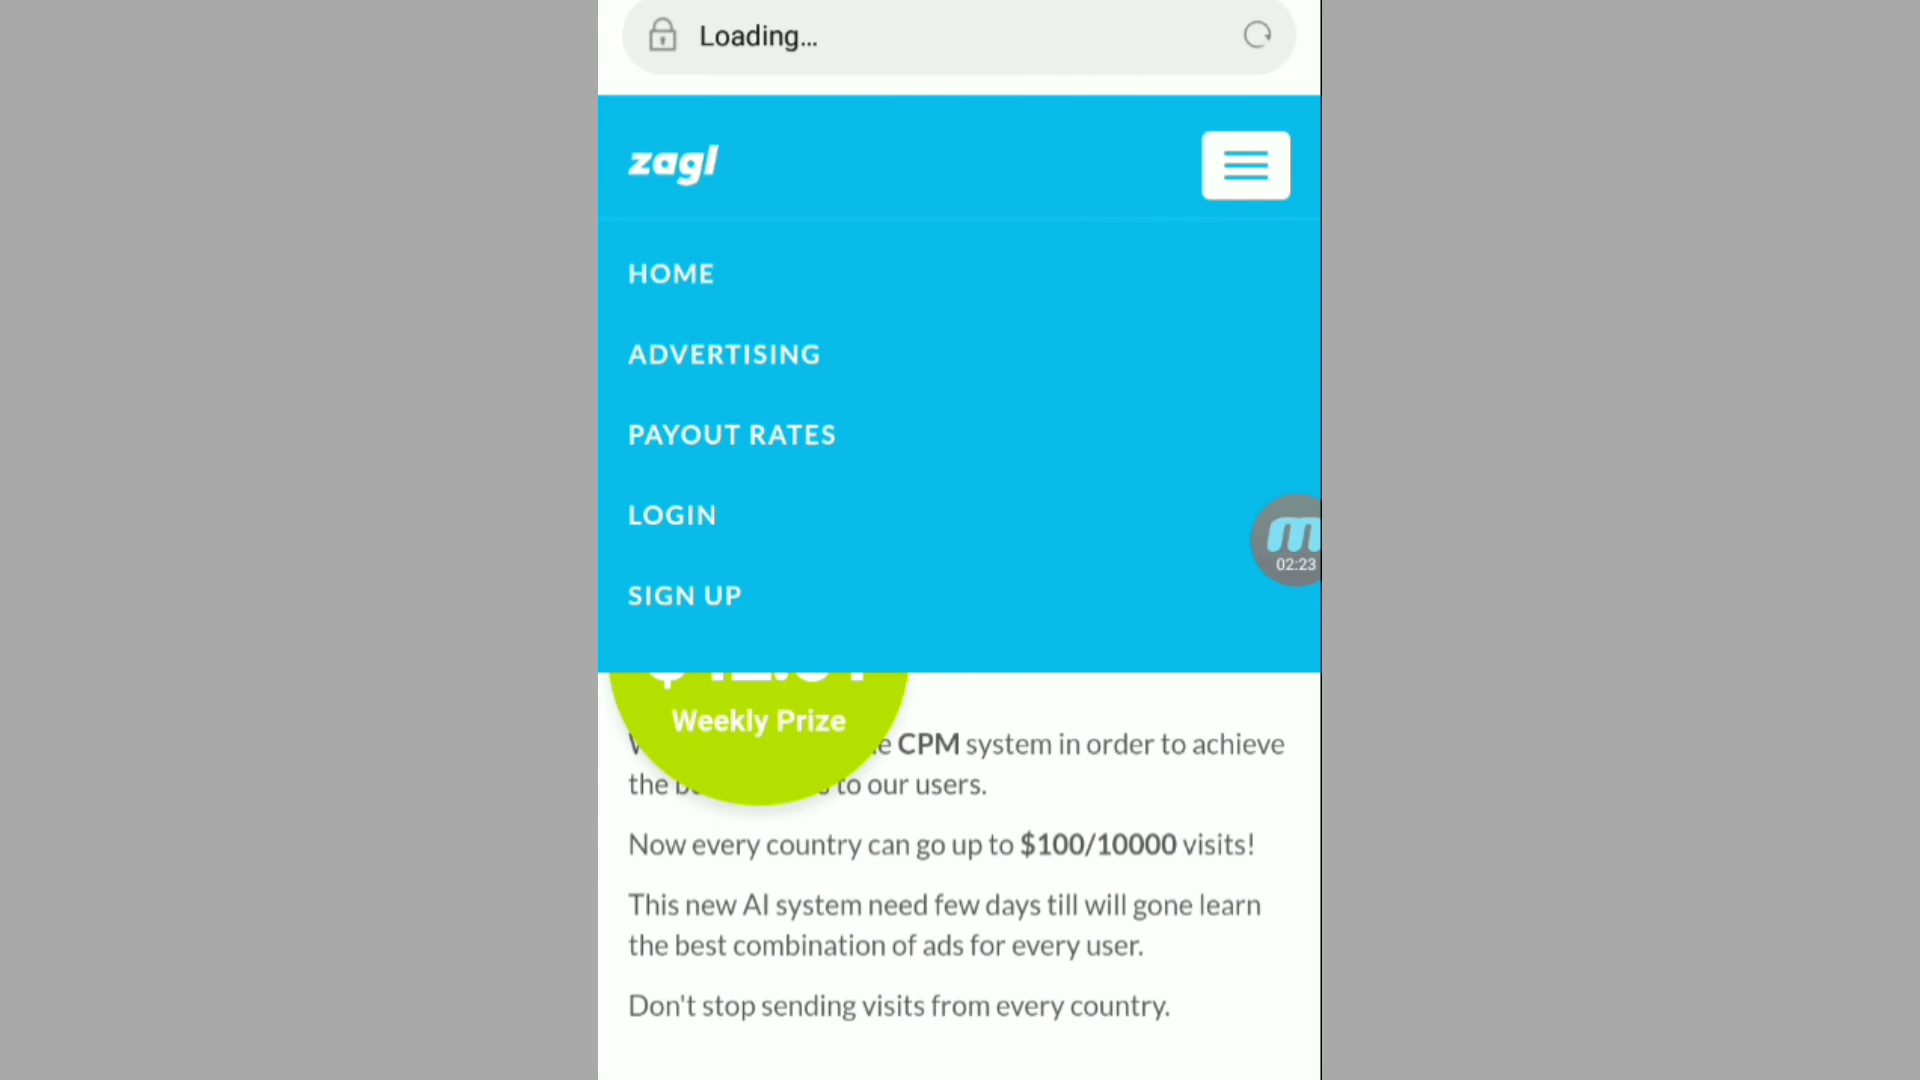 Loading...
zagl
HOME
ADVERTISING
PAYOUT RATES
LOGIN
SIGN UP
02:23
Weekly Prize
CPM system in order to achieve
the to our users.
Now every country can go up to $100/10000 visits!
This new AI system need few days till will gone learn
the best combination of ads for every user.
Don't stop sending visits from every country.